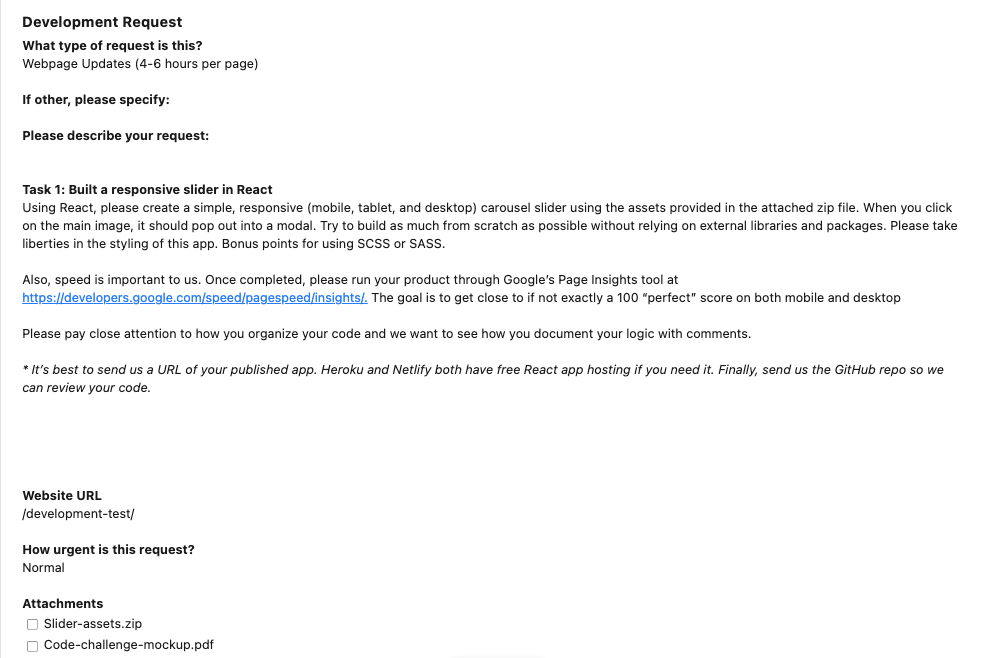 Development Request
What type of request is this?
Webpage Updates (4-6 hours per page)
If other, please specify:
Please describe your request:
Task 1: Built a responsive slider in React
Using React, please create a simple, responsive (mobile, tablet, and desktop) carousel slider using the assets provided in the attached zip file. When you click
on the main image, it should pop out into a modal. Try to build as much from scratch as possible without relying on external libraries and packages. Please take
liberties in the styling of this app. Bonus points for using SCSS or SASS.
Also, speed is important to us. Once completed, please run your product through Google’s Page Insights tool at
https://developers.google.com/speed/pagespeed/insights/. The goal is to get close to if not exactly a 100 “perfect” score on both mobile and desktop
Please pay close attention to how you organize your code and we want to see how you document your logic with comments.
* It’s best to send us a URL of your published app. Heroku and Netlify both have free React app hosting if you need it. Finally, send us the GitHub repo so we
can review your code.
Website URL
/development-test/
How urgent is this request?
Normal
Attachments
Slider-assets.zip
Code-challenge-mockup.pdf